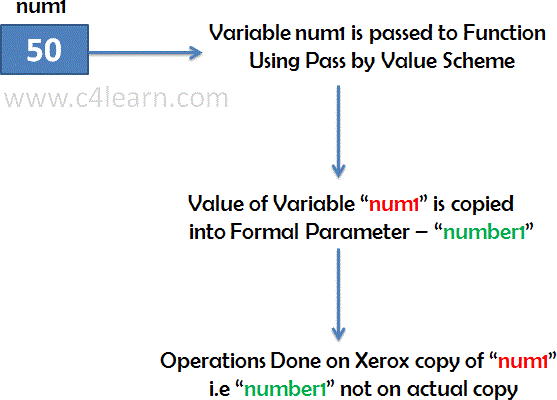 num1
50
Variable num1 is passed to Function
Using Pass by Value Scheme
www.c4learn.com
Value of Variable “num1” is copied
into Formal Parameter – “number1”
Operations Done on Xerox copy of “num1”
i.e “number1” not on actual copy